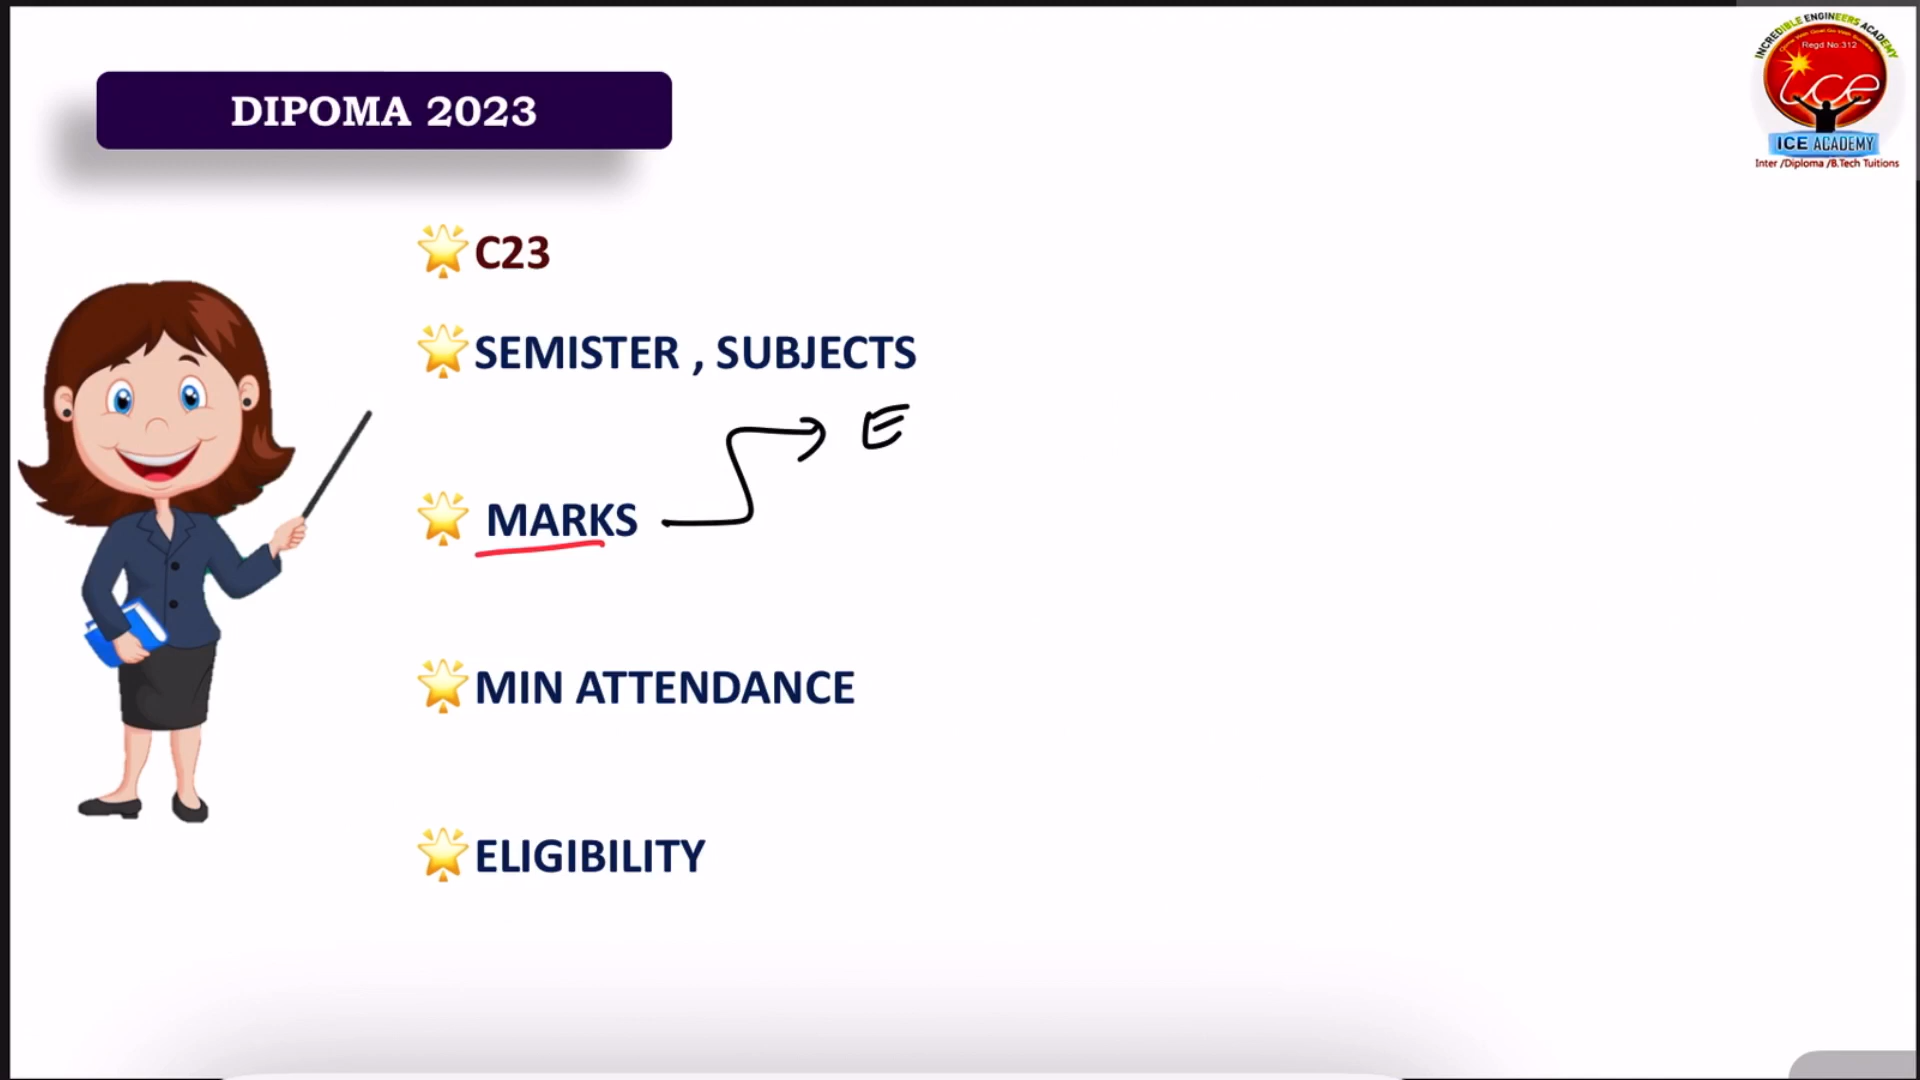 DIPOMA 2023
INCREDIBLE ENGINEERS ACADEMY
Regd No:312
ice
ICE ACADEMY
Inter /Diploma /B.Tech Tuitions
C23
SEMISTER , SUBJECTS
E
MARKS
MIN ATTENDANCE
ELIGIBILITY